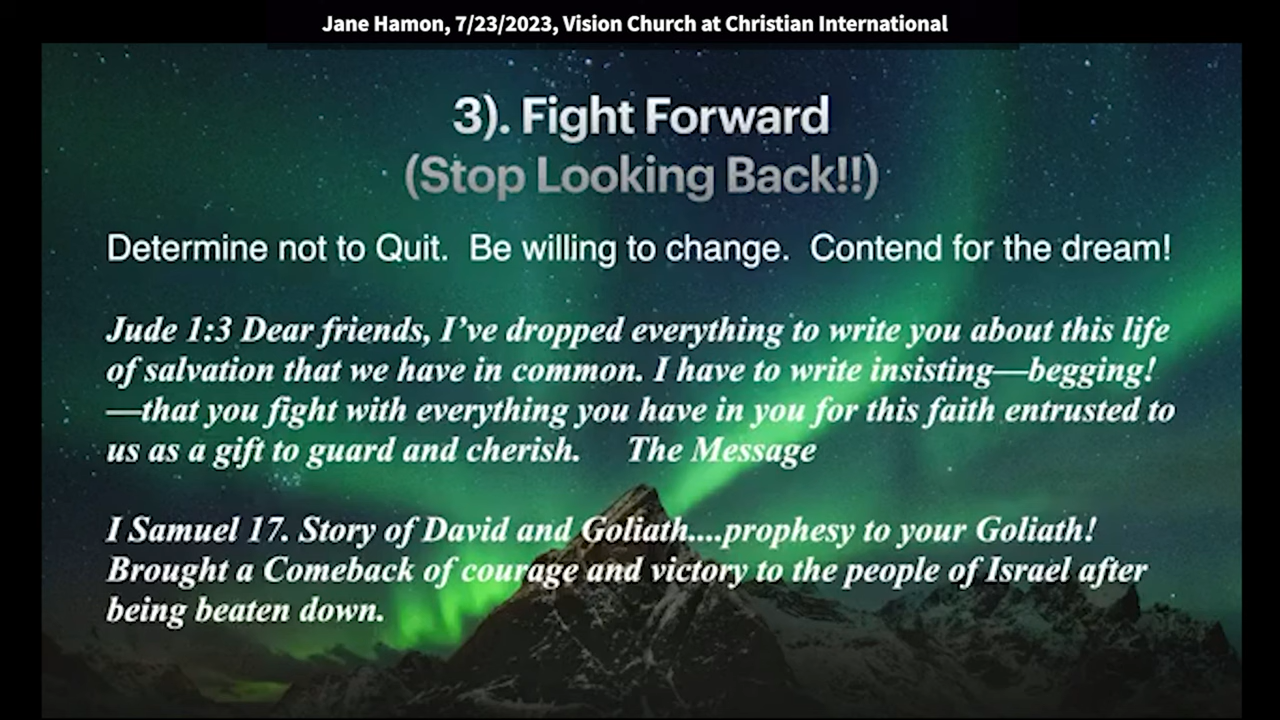 Jane Hamon, 7/23/2023, Vision Church at Christian International
3). Fight Forward
(Stop Looking Back!!)
Determine not to Quit.  Be willing to change.  Contend for the dream!
Jude 1:3 Dear friends, I’ve dropped everything to write you about this life
of salvation that we have in common. I have to write insisting—begging!
—that you fight with everything you have in you for this faith entrusted to
us as a gift to guard and cherish.     The Message
I Samuel 17. Story of David and Goliath....prophesy to your Goliath!
Brought a Comeback of courage and victory to the people of Israel after
being beaten down.